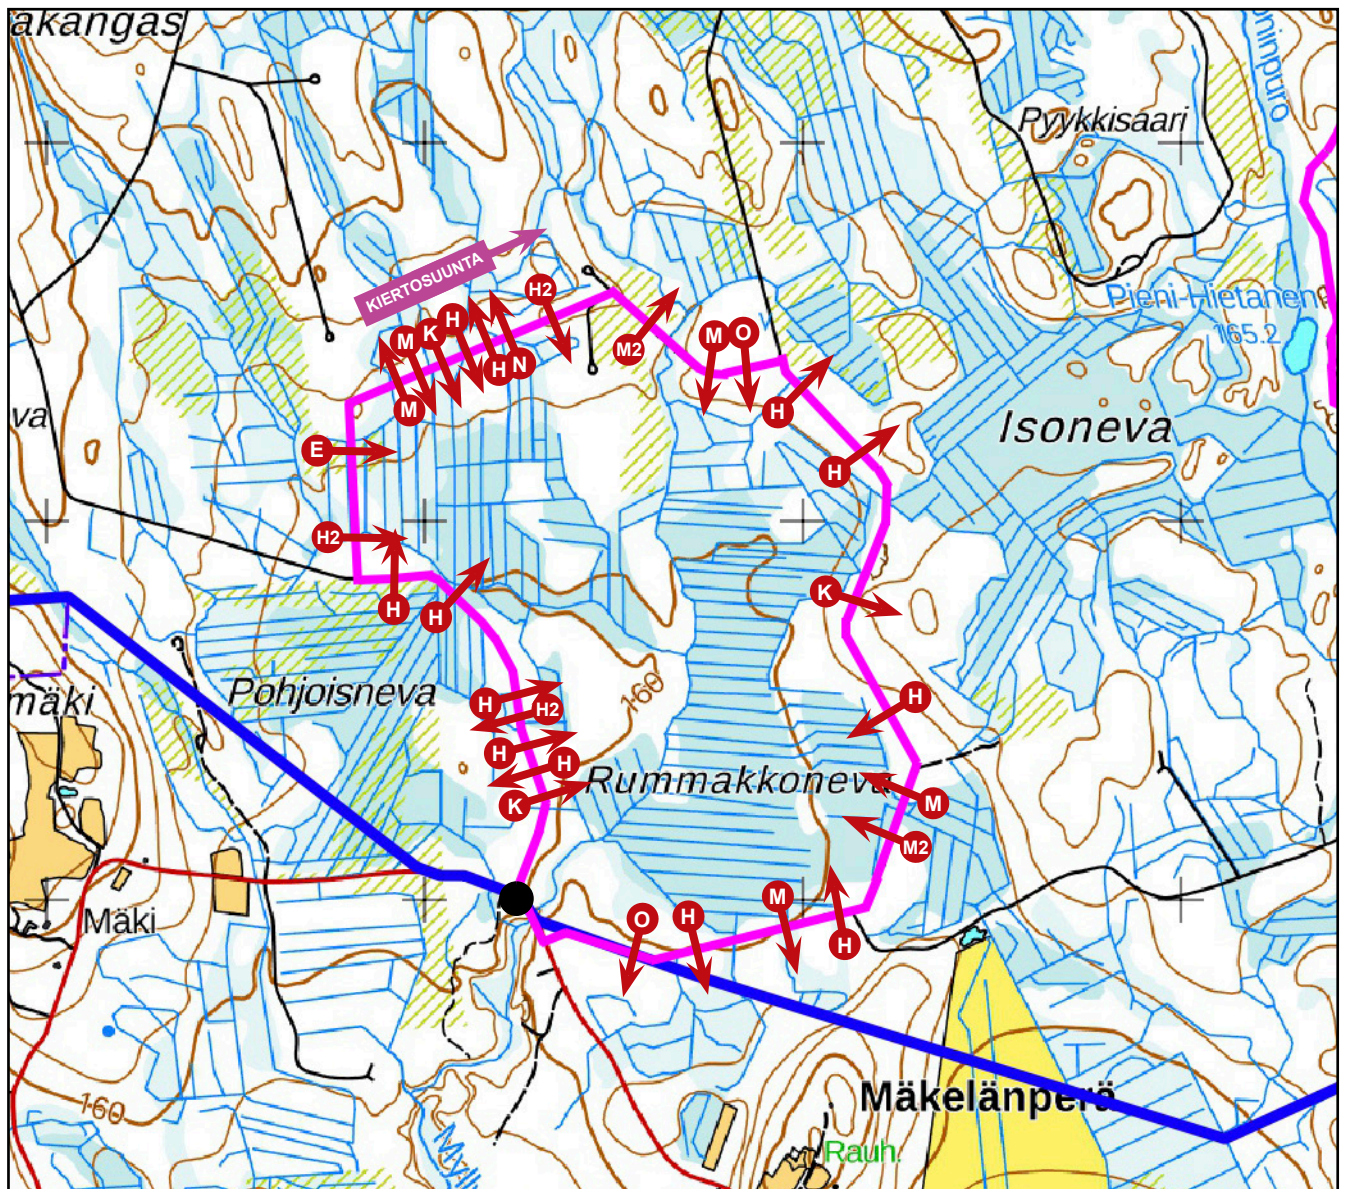 akangas
Pyykkisaari
ninpuro
KIERTOSUUNTA
H2
Pieni-Hietanen
165.2
H
K
M
M
O
M2
H
N
M
H
va
Isoneva
E
H
H2
K
H
H
160
mäki
Pohjoisneva
H
H2
H
H
H
Rummakkoneva
K
M
M2
M
O
H
Mäki
H
160
Mäkelänperä
Rauh.